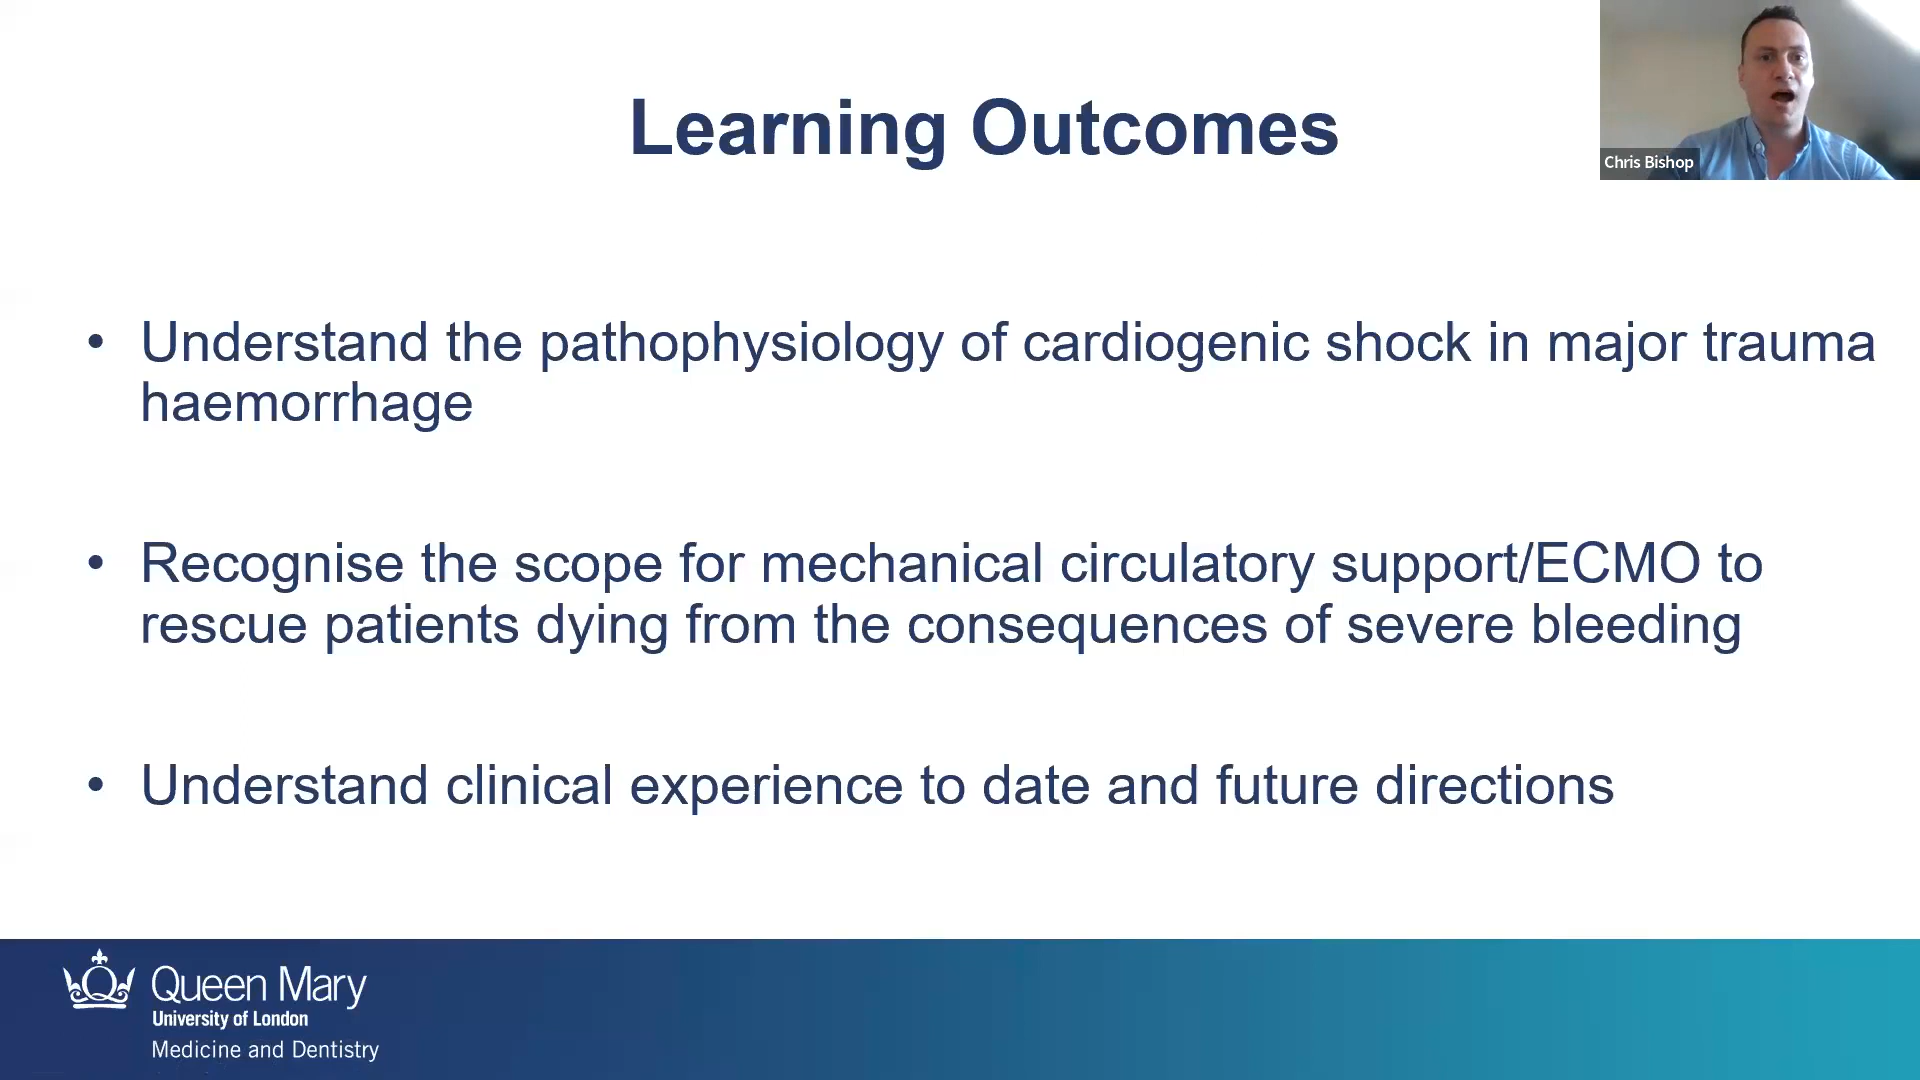 Learning Outcomes
Chris Bishop
• Understand the pathophysiology of cardiogenic shock in major trauma
haemorrhage
• Recognise the scope for mechanical circulatory support/ECMO to
rescue patients dying from the consequences of severe bleeding
• Understand clinical experience to date and future directions
Queen Mary
University of London
Medicine and Dentistry